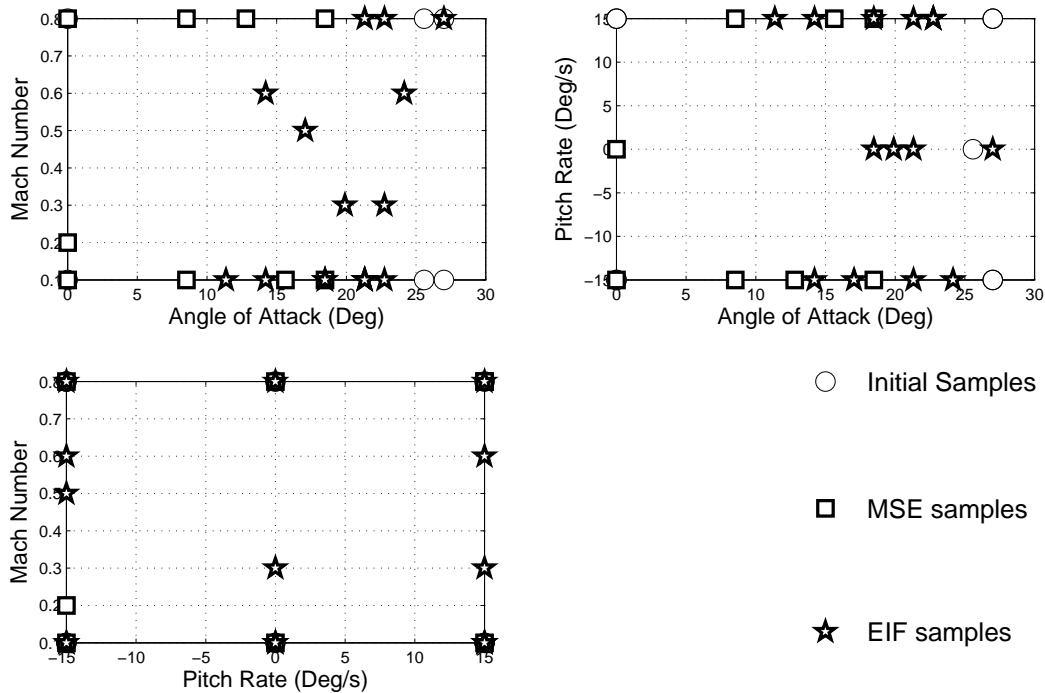 0.8
0.7
0.6
0.5
0.4
0.3
0.2
0.1
Mach Number
0 5 10 15 20 25 30
Angle of Attack (Deg)
15
10
5
0
−5
−10
−15
Pitch Rate (Deg/s)
0 5 10 15 20 25 30
Angle of Attack (Deg)
0.8
0.7
0.6
0.5
0.4
0.3
0.2
0.1
Mach Number
−15 −10 −5 0 5 10 15
Pitch Rate (Deg/s)
Initial Samples
MSE samples
EIF samples